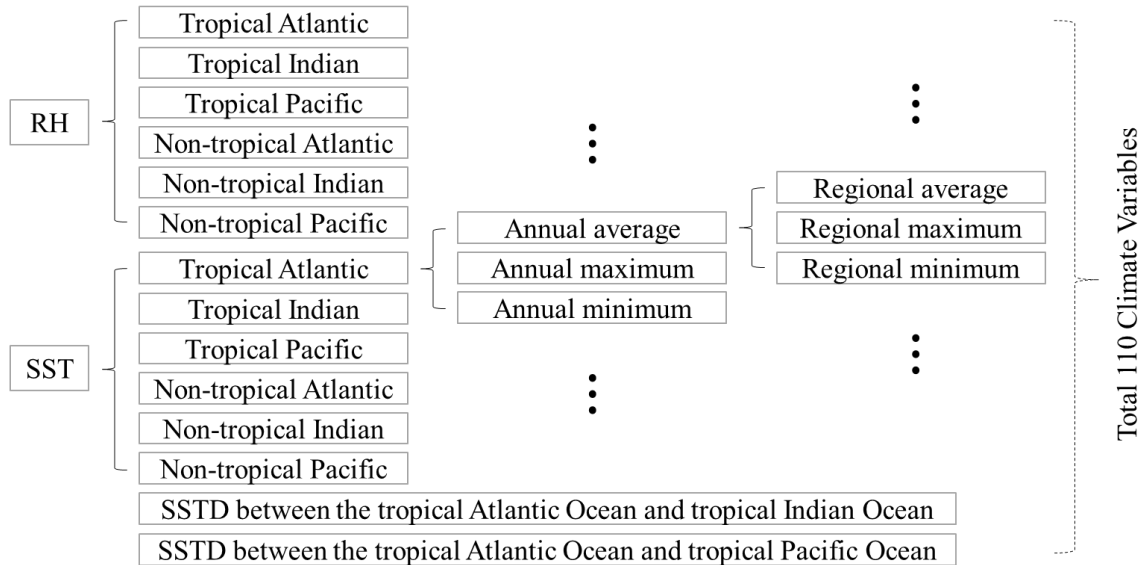 RH
Tropical Atlantic
Tropical Indian
Tropical Pacific
Non-tropical Atlantic
Non-tropical Indian
Non-tropical Pacific
SST
Tropical Atlantic
Tropical Indian
Tropical Pacific
Non-tropical Atlantic
Non-tropical Indian
Non-tropical Pacific
Annual average
Annual maximum
Annual minimum
Regional average
Regional maximum
Regional minimum
SSTD between the tropical Atlantic Ocean and tropical Indian Ocean
SSTD between the tropical Atlantic Ocean and tropical Pacific Ocean
Total 110 Climate Variables